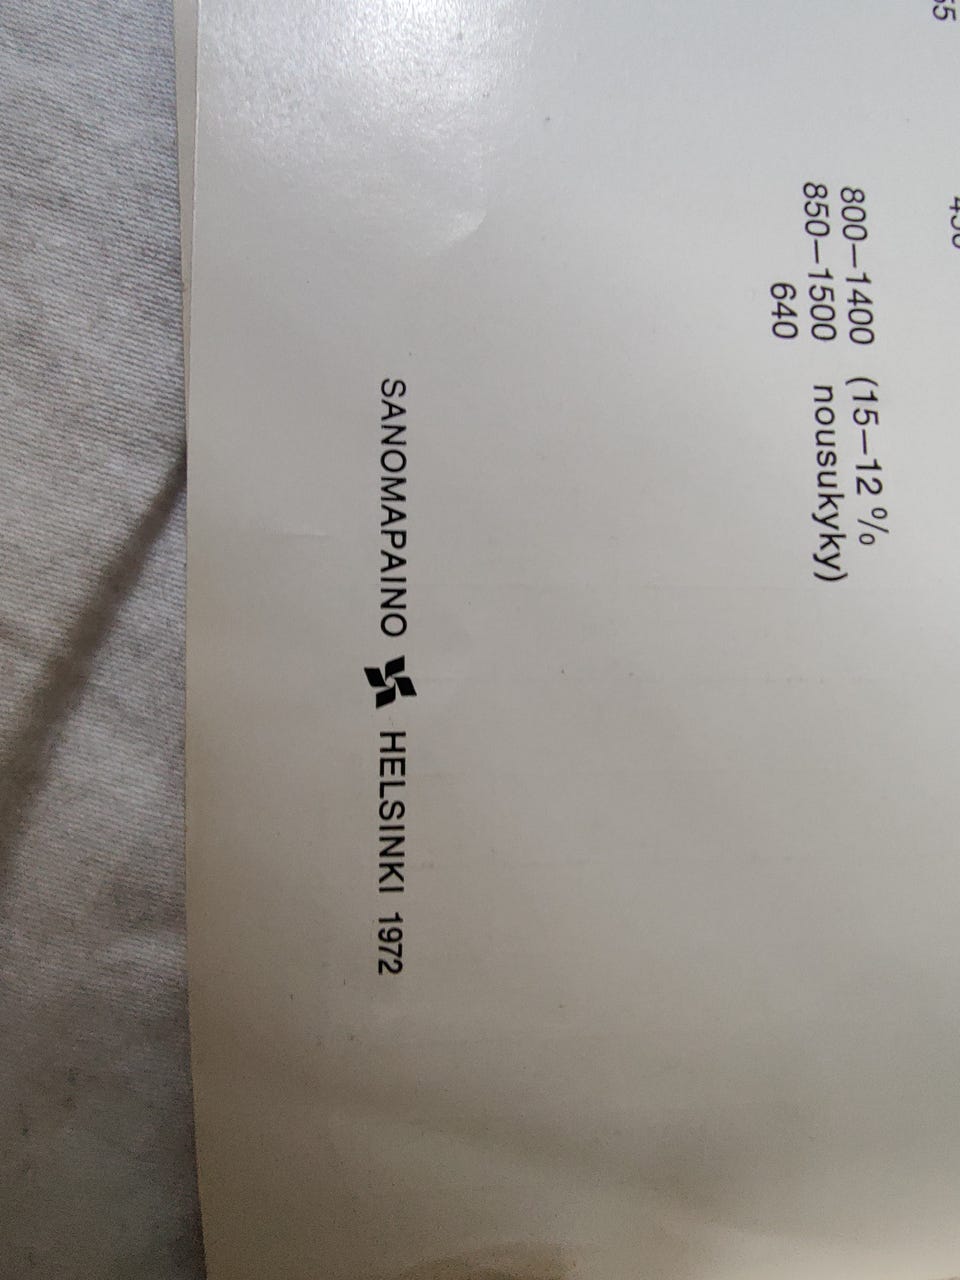 800—1400 (15—12 %
850—1500 nousukyky)
640
SANOMAPAINO HELSINKI 1972